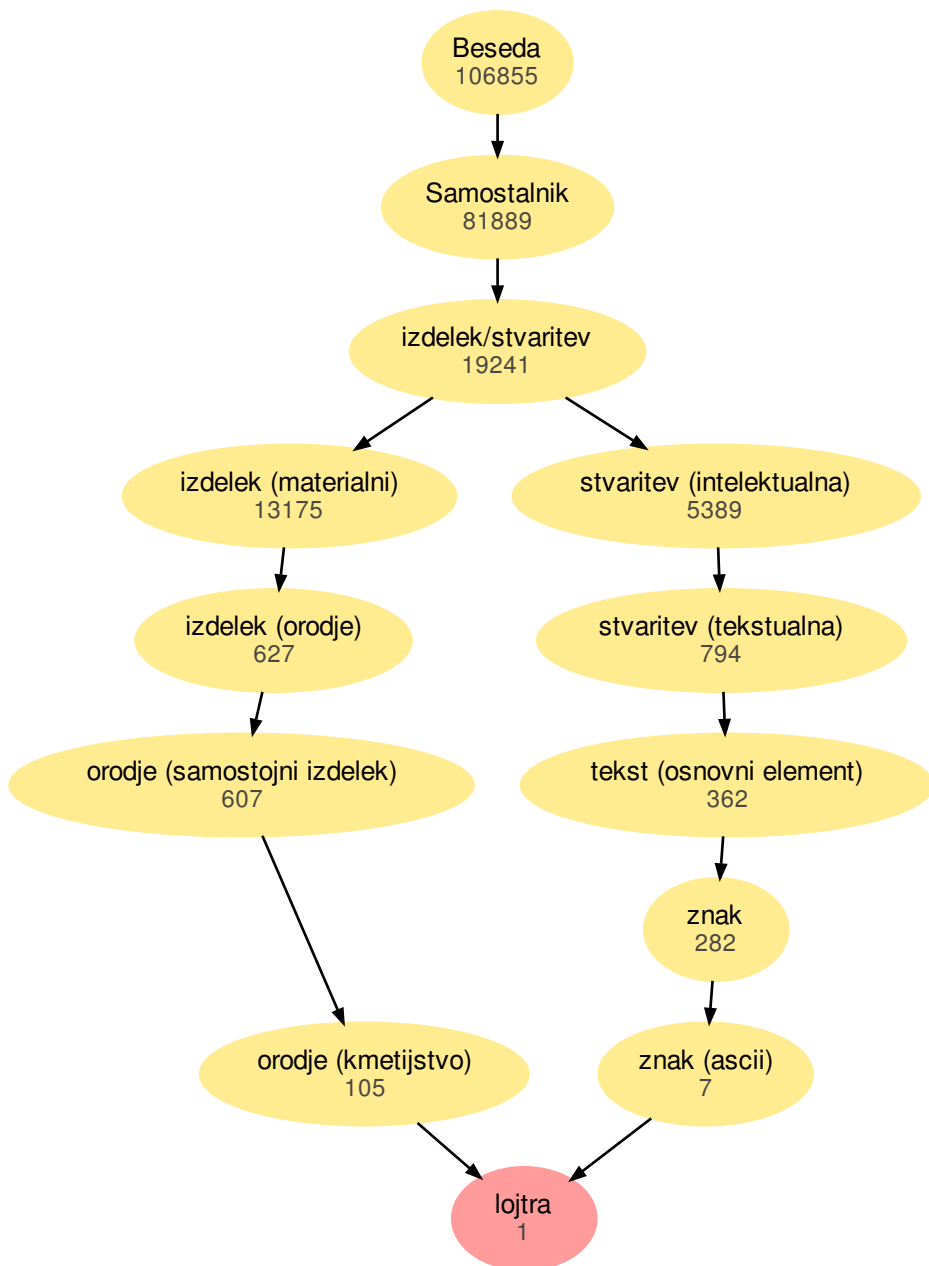 Beseda
106855
Samostalnik
81889
izdelek/stvaritev
19241
izdelek (materialni)
13175
stvaritev (intelektualna)
5389
izdelek (orodje)
627
stvaritev (tekstualna)
794
orodje (samostojni izdelek)
607
tekst (osnovni element)
362
znak
282
orodje (kmetijstvo)
105
znak (ascii)
7
lojtra
1